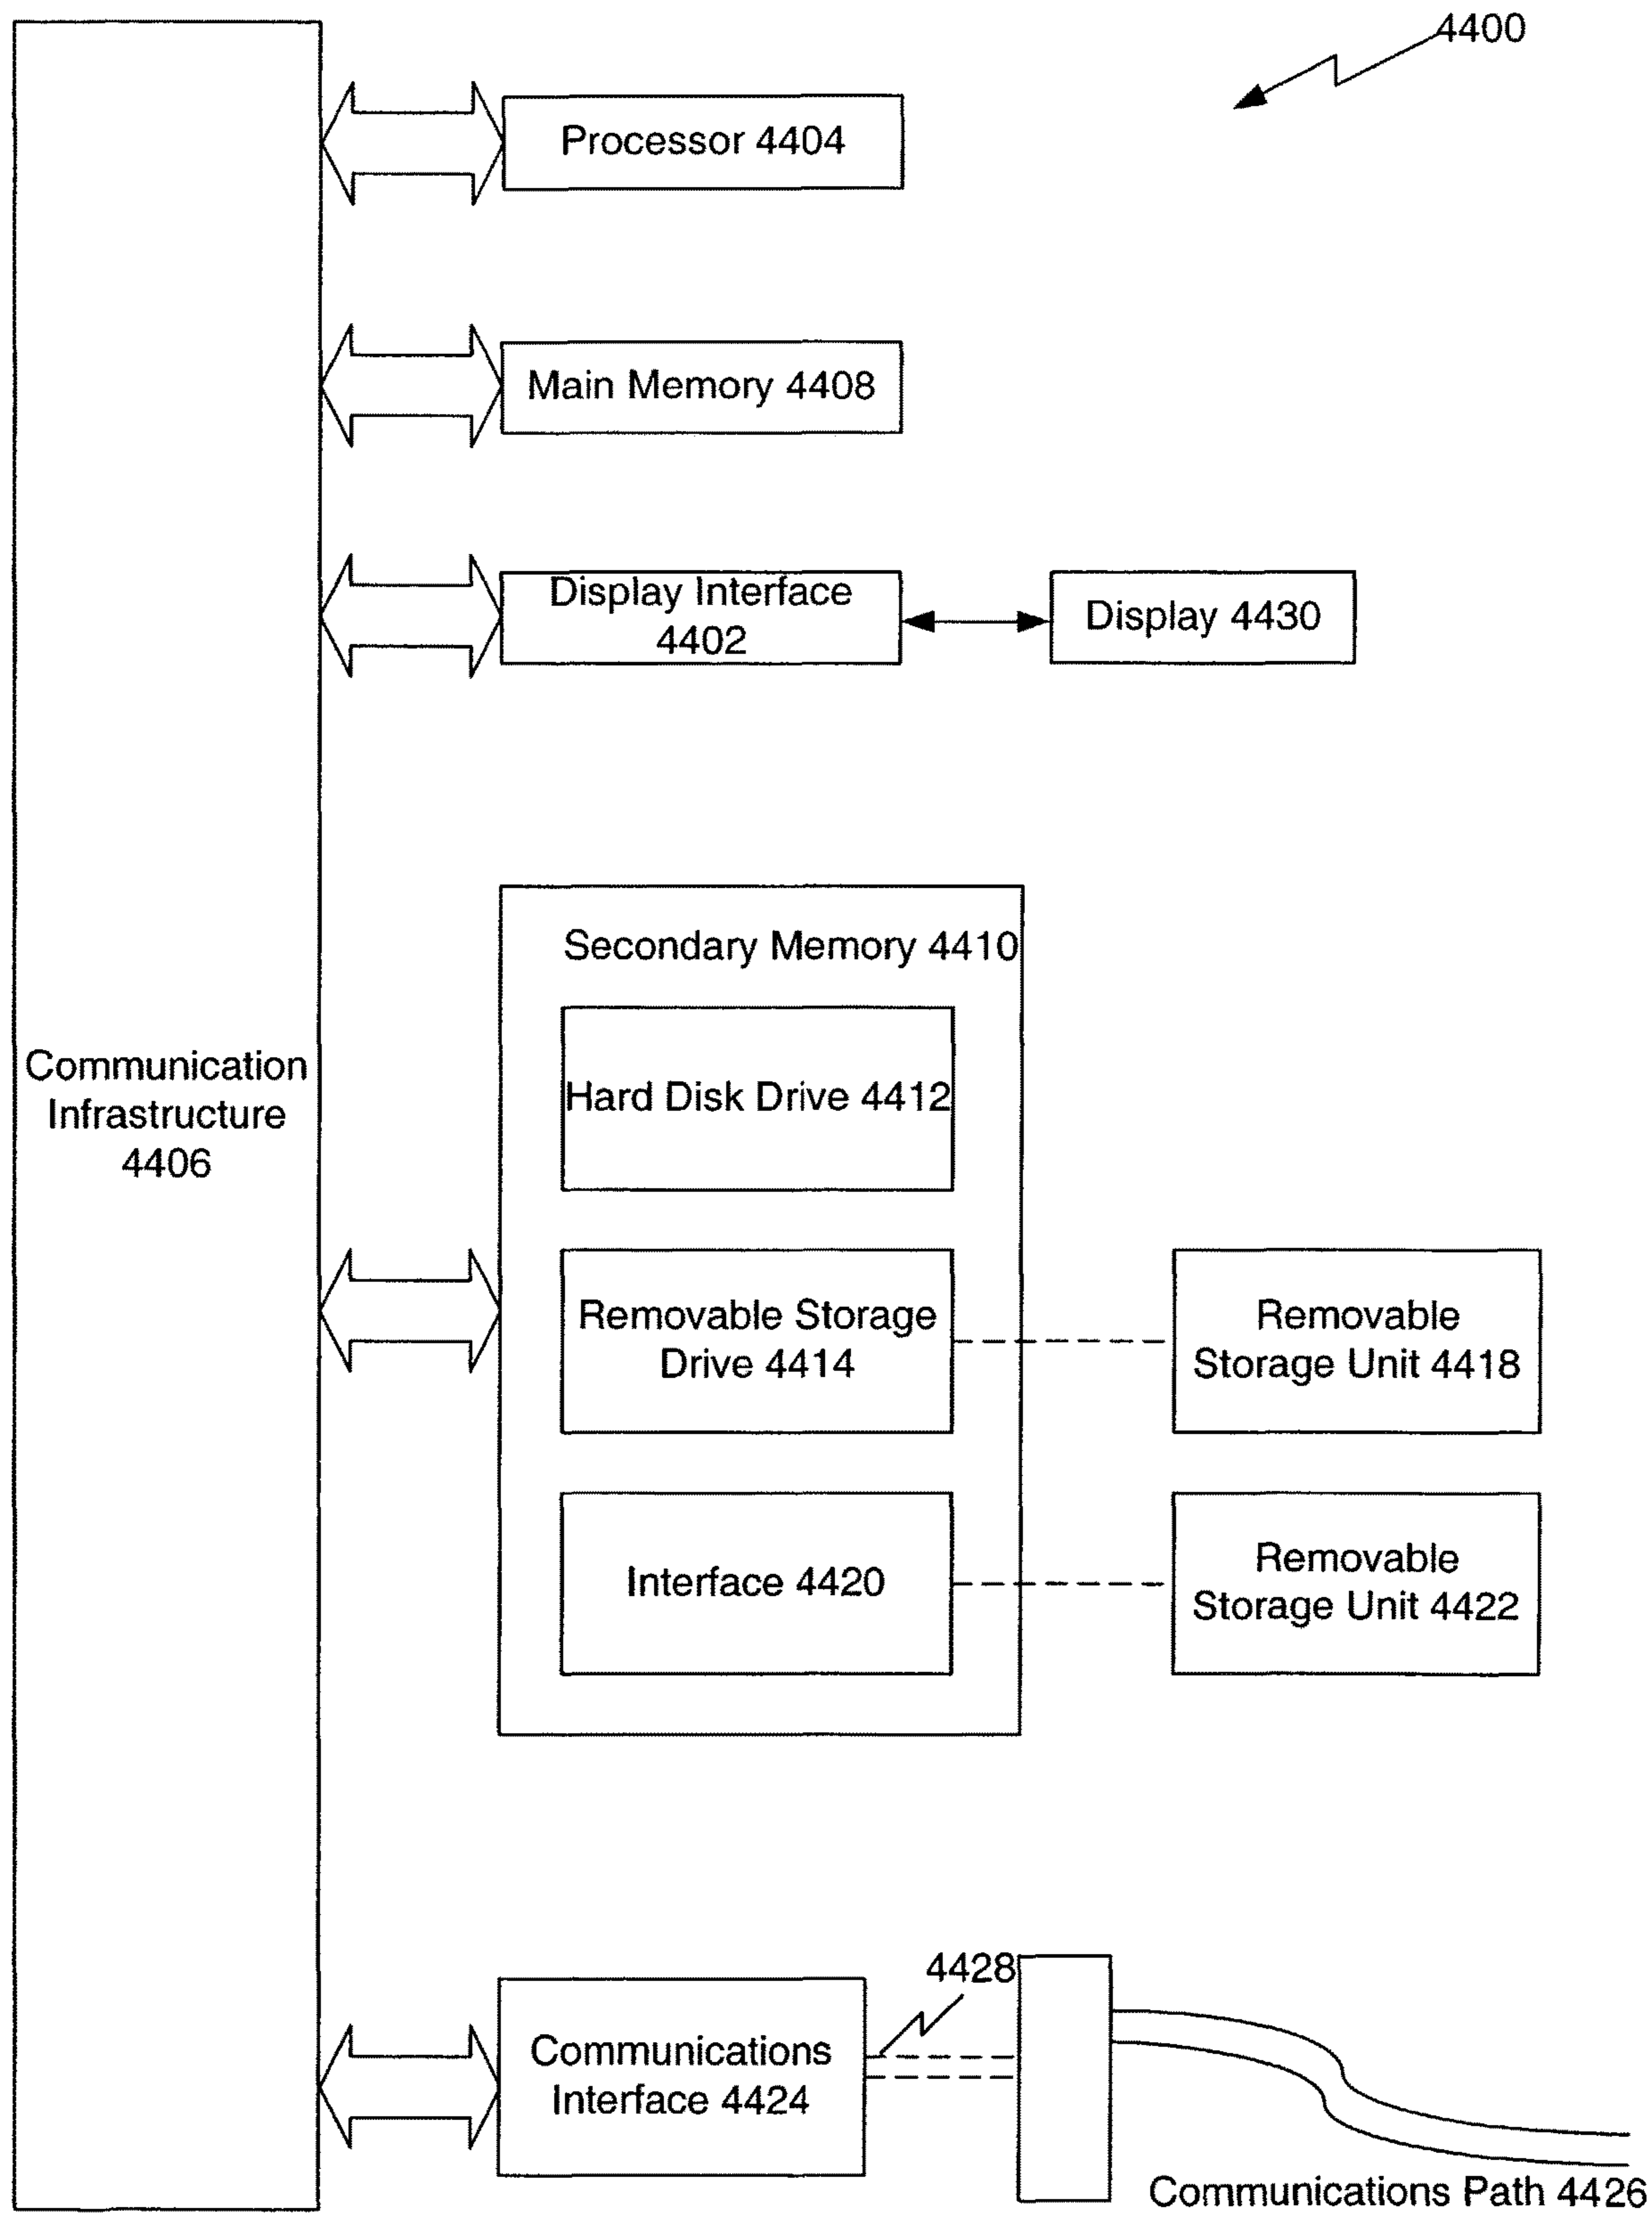 4400
Processor 4404
Main Memory 4408
Display Interface
4402
Display 4430
Secondary Memory 4410
Communication
Infrastructure
4406
Hard Disk Drive 4412
Removable Storage
Drive 4414
Removable
Storage Unit 4418
Interface 4420
Removable
Storage Unit 4422
4428
Communications
Interface 4424
Communications Path 4426